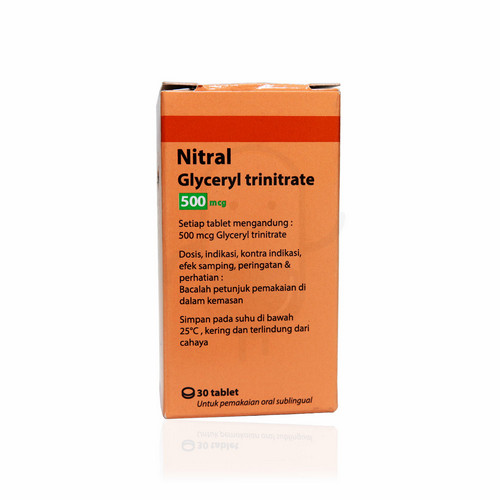 Nitral
Glyceryl trinitrate
500 mcg
Setiap tablet mengandung :
500 mcg Glyceryl trinitrate
Dosis, indikasi, kontra indikasi,
efek samping, peringatan &
perhatian :
Bacalah petunjuk pemakaian di
dalam kemasan
Simpan pada suhu di bawah
25°C , kering dan terlindung dari
cahaya
30 tablet
Untuk pemakaian oral sublingual